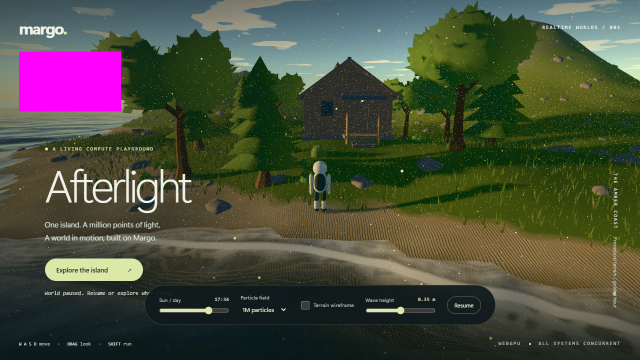 margo.
REALTIME WORLDS / 001
A LIVING COMPUTE PLAYGROUND
Afterlight
One island. A million points of light.
A world in motion, built on Margo.
Explore the island
World paused. Resume or explore
Sun / day
17:34
Particle field
1M particles
Terrain wireframe
Wave height
0.35 m
Resume
THE AMBER COAST
W A S D move · DRAG look · SHIFT run
WEBGPU • ALL SYSTEMS CONCURRENT